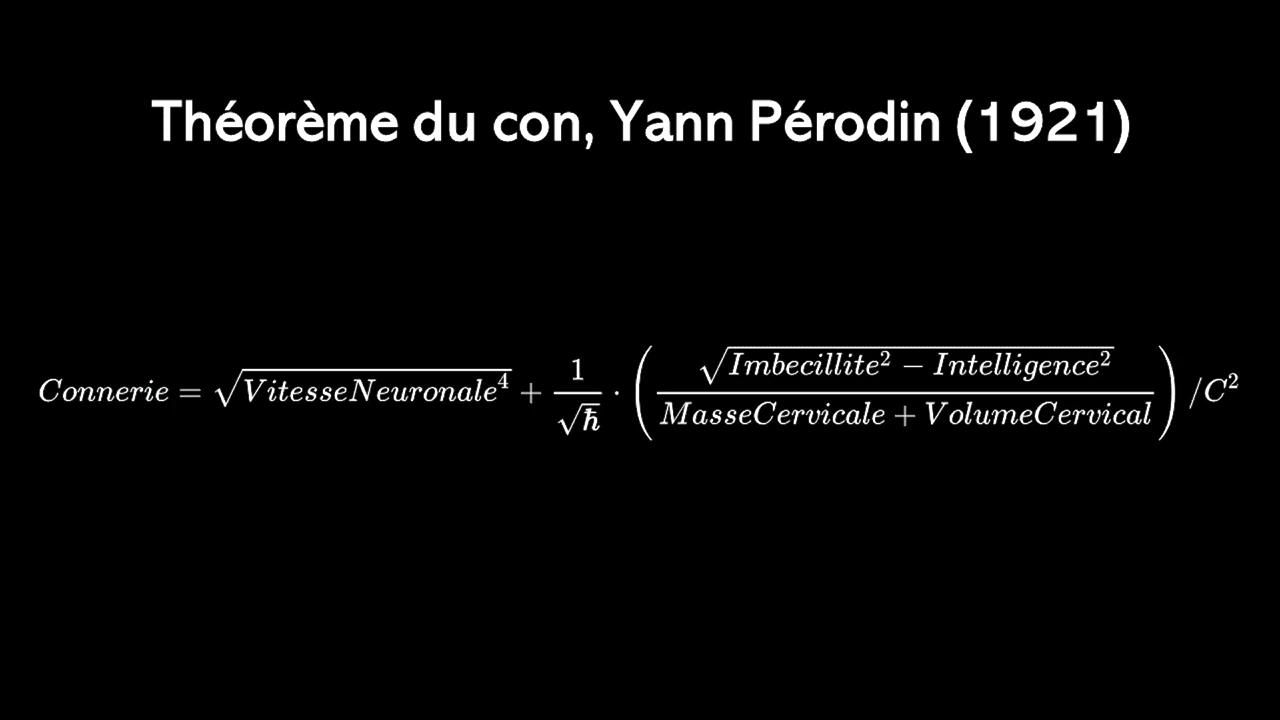 Théorème du con, Yann Pérodin (1921)
Connerie = √(VitesseNeuronale⁴) + 1/√ħ · (√(Imbecillite² − Intelligence²) / (MasseCervicale + VolumeCervical)) /C²